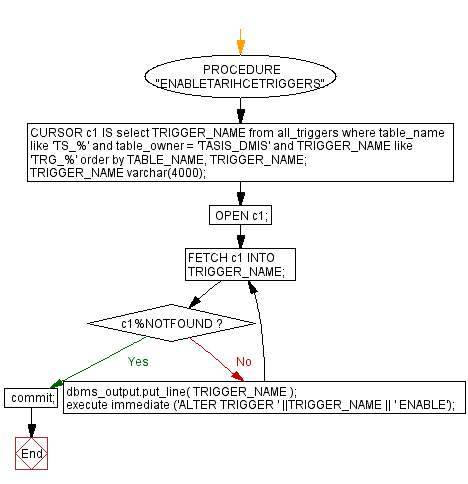 PROCEDURE
"ENABLETARIHCETRIGGERS"
CURSOR c1 IS select TRIGGER_NAME from all_triggers where table_name
like 'TS_%' and table_owner = 'TASIS_DMIS' and TRIGGER_NAME like
'TRG_%' order by TABLE_NAME, TRIGGER_NAME;
TRIGGER_NAME varchar(4000);
OPEN c1;
FETCH c1 INTO
TRIGGER_NAME;
c1%NOTFOUND ?
Yes
No
commit;
dbms_output.put_line( TRIGGER_NAME );
execute immediate ('ALTER TRIGGER ' ||TRIGGER_NAME || ' ENABLE');
End